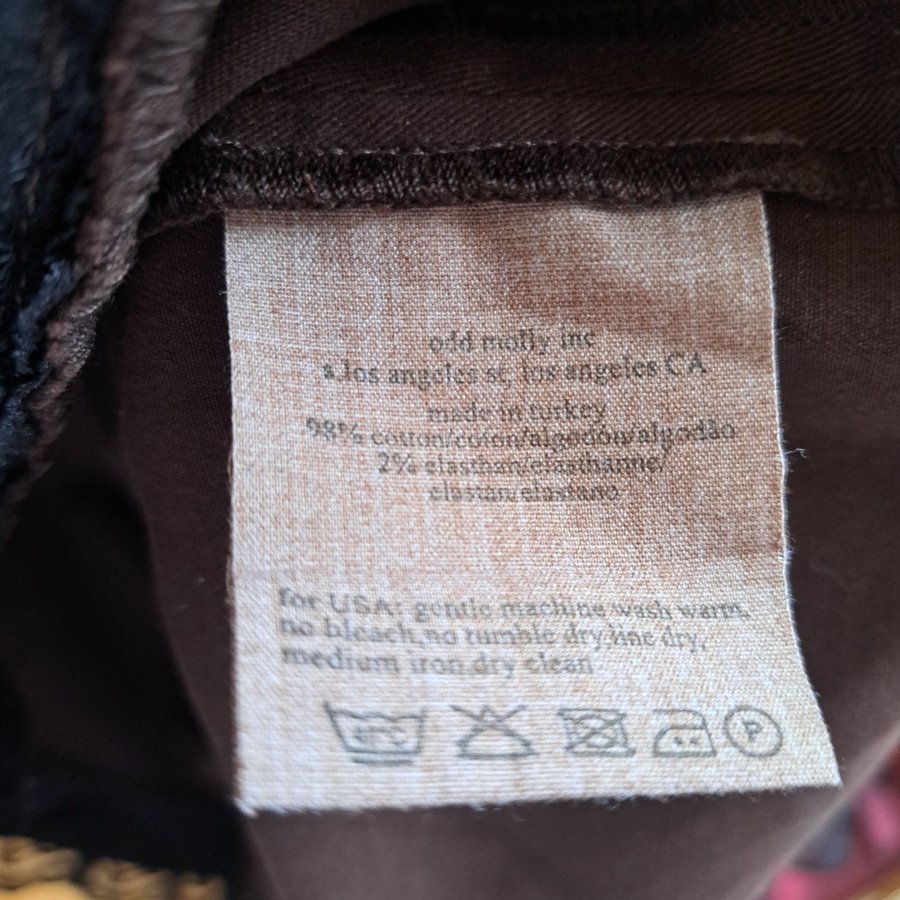 odd molly inc
s.los angeles st, los angeles CA
made in turkey
98% cotton/coton/algodón/algodão
2% elasthan/elasthanne/
elastan/elastano
for USA: gentle machine wash warm.
no bleach,no tumble dry,line dry,
medium iron,dry clean
P